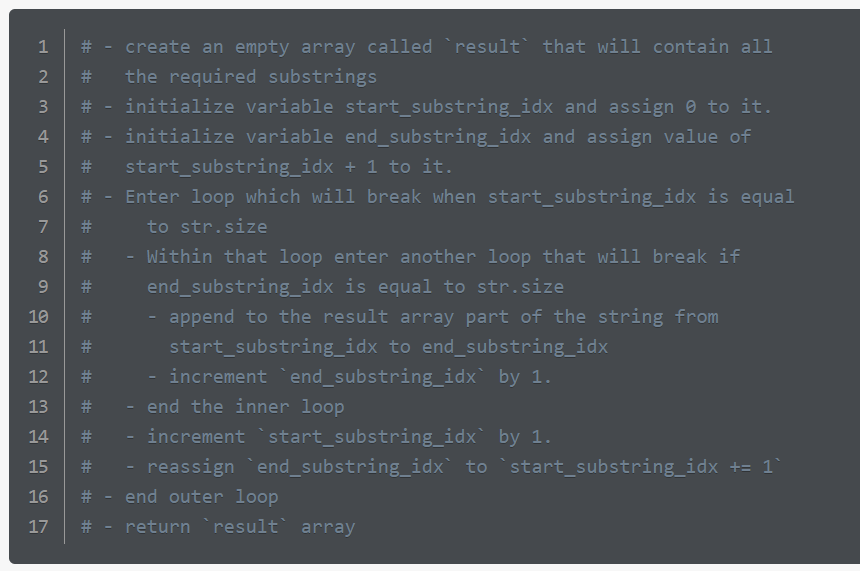 1 # - create an empty array called `result` that will contain all
2 #   the required substrings
3 # - initialize variable start_substring_idx and assign 0 to it.
4 # - initialize variable end_substring_idx and assign value of
5 #   start_substring_idx + 1 to it.
6 # - Enter loop which will break when start_substring_idx is equal
7 #     to str.size
8 #   - Within that loop enter another loop that will break if
9 #     end_substring_idx is equal to str.size
10 #     - append to the result array part of the string from
11 #       start_substring_idx to end_substring_idx
12 #     - increment `end_substring_idx` by 1.
13 #   - end the inner loop
14 #   - increment `start_substring_idx` by 1.
15 #   - reassign `end_substring_idx` to `start_substring_idx += 1`
16 # - end outer loop
17 # - return `result` array